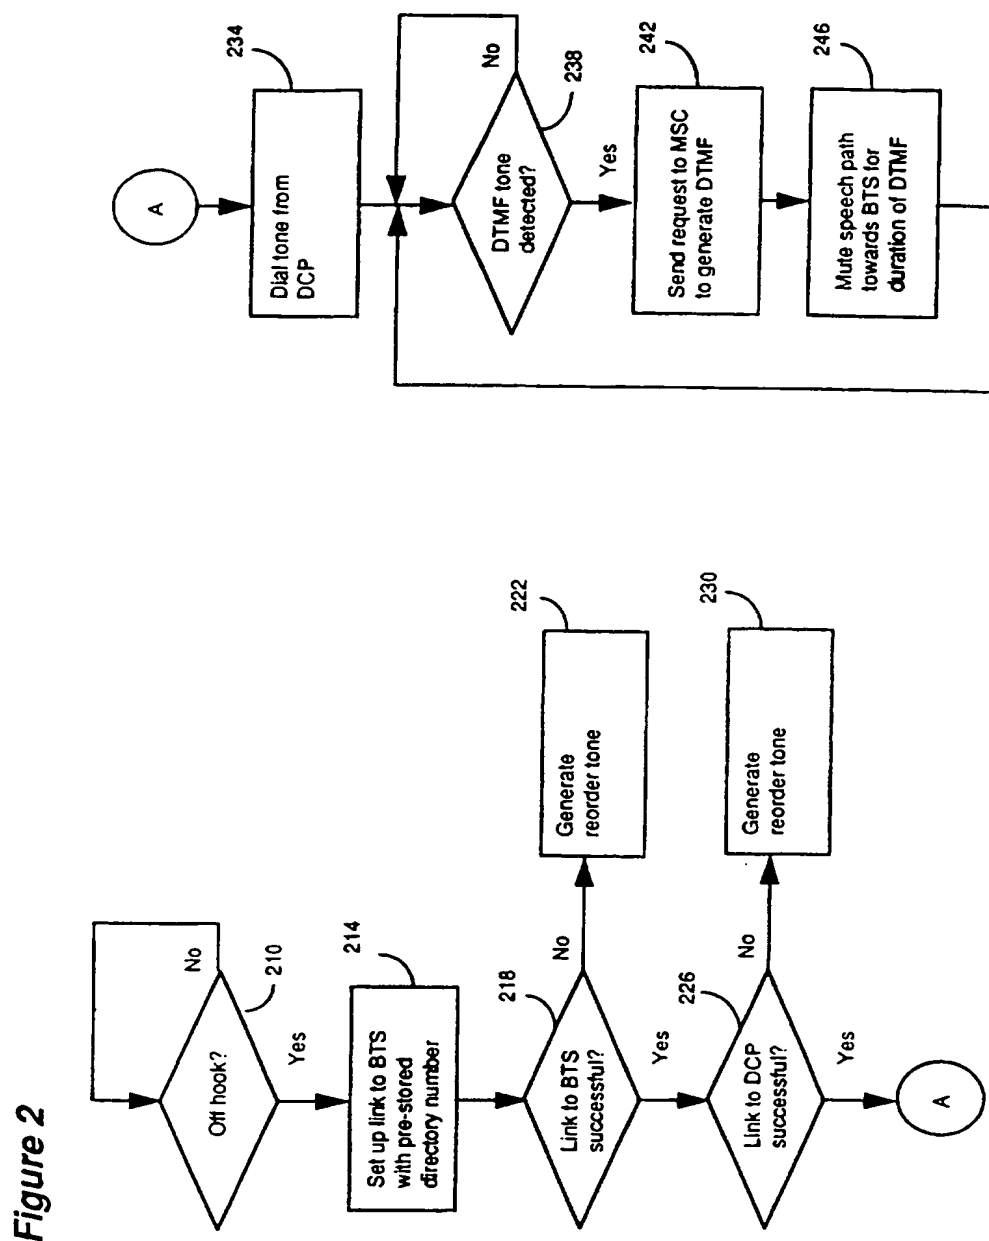 Figure 2
Off hook?
210
No
Yes
Set up link to BTS
with pre-stored
directory number
214
Link to BTS
successful?
218
No
Generate
reorder tone
222
Yes
Link to DCP
successful?
226
No
Generate
reorder tone
230
Yes
A
A
Dial tone from
DCP
234
DTMF tone
detected?
238
No
Yes
Send request to MSC
to generate DTMF
242
Mute speech path
towards BTS for
duration of DTMF
246